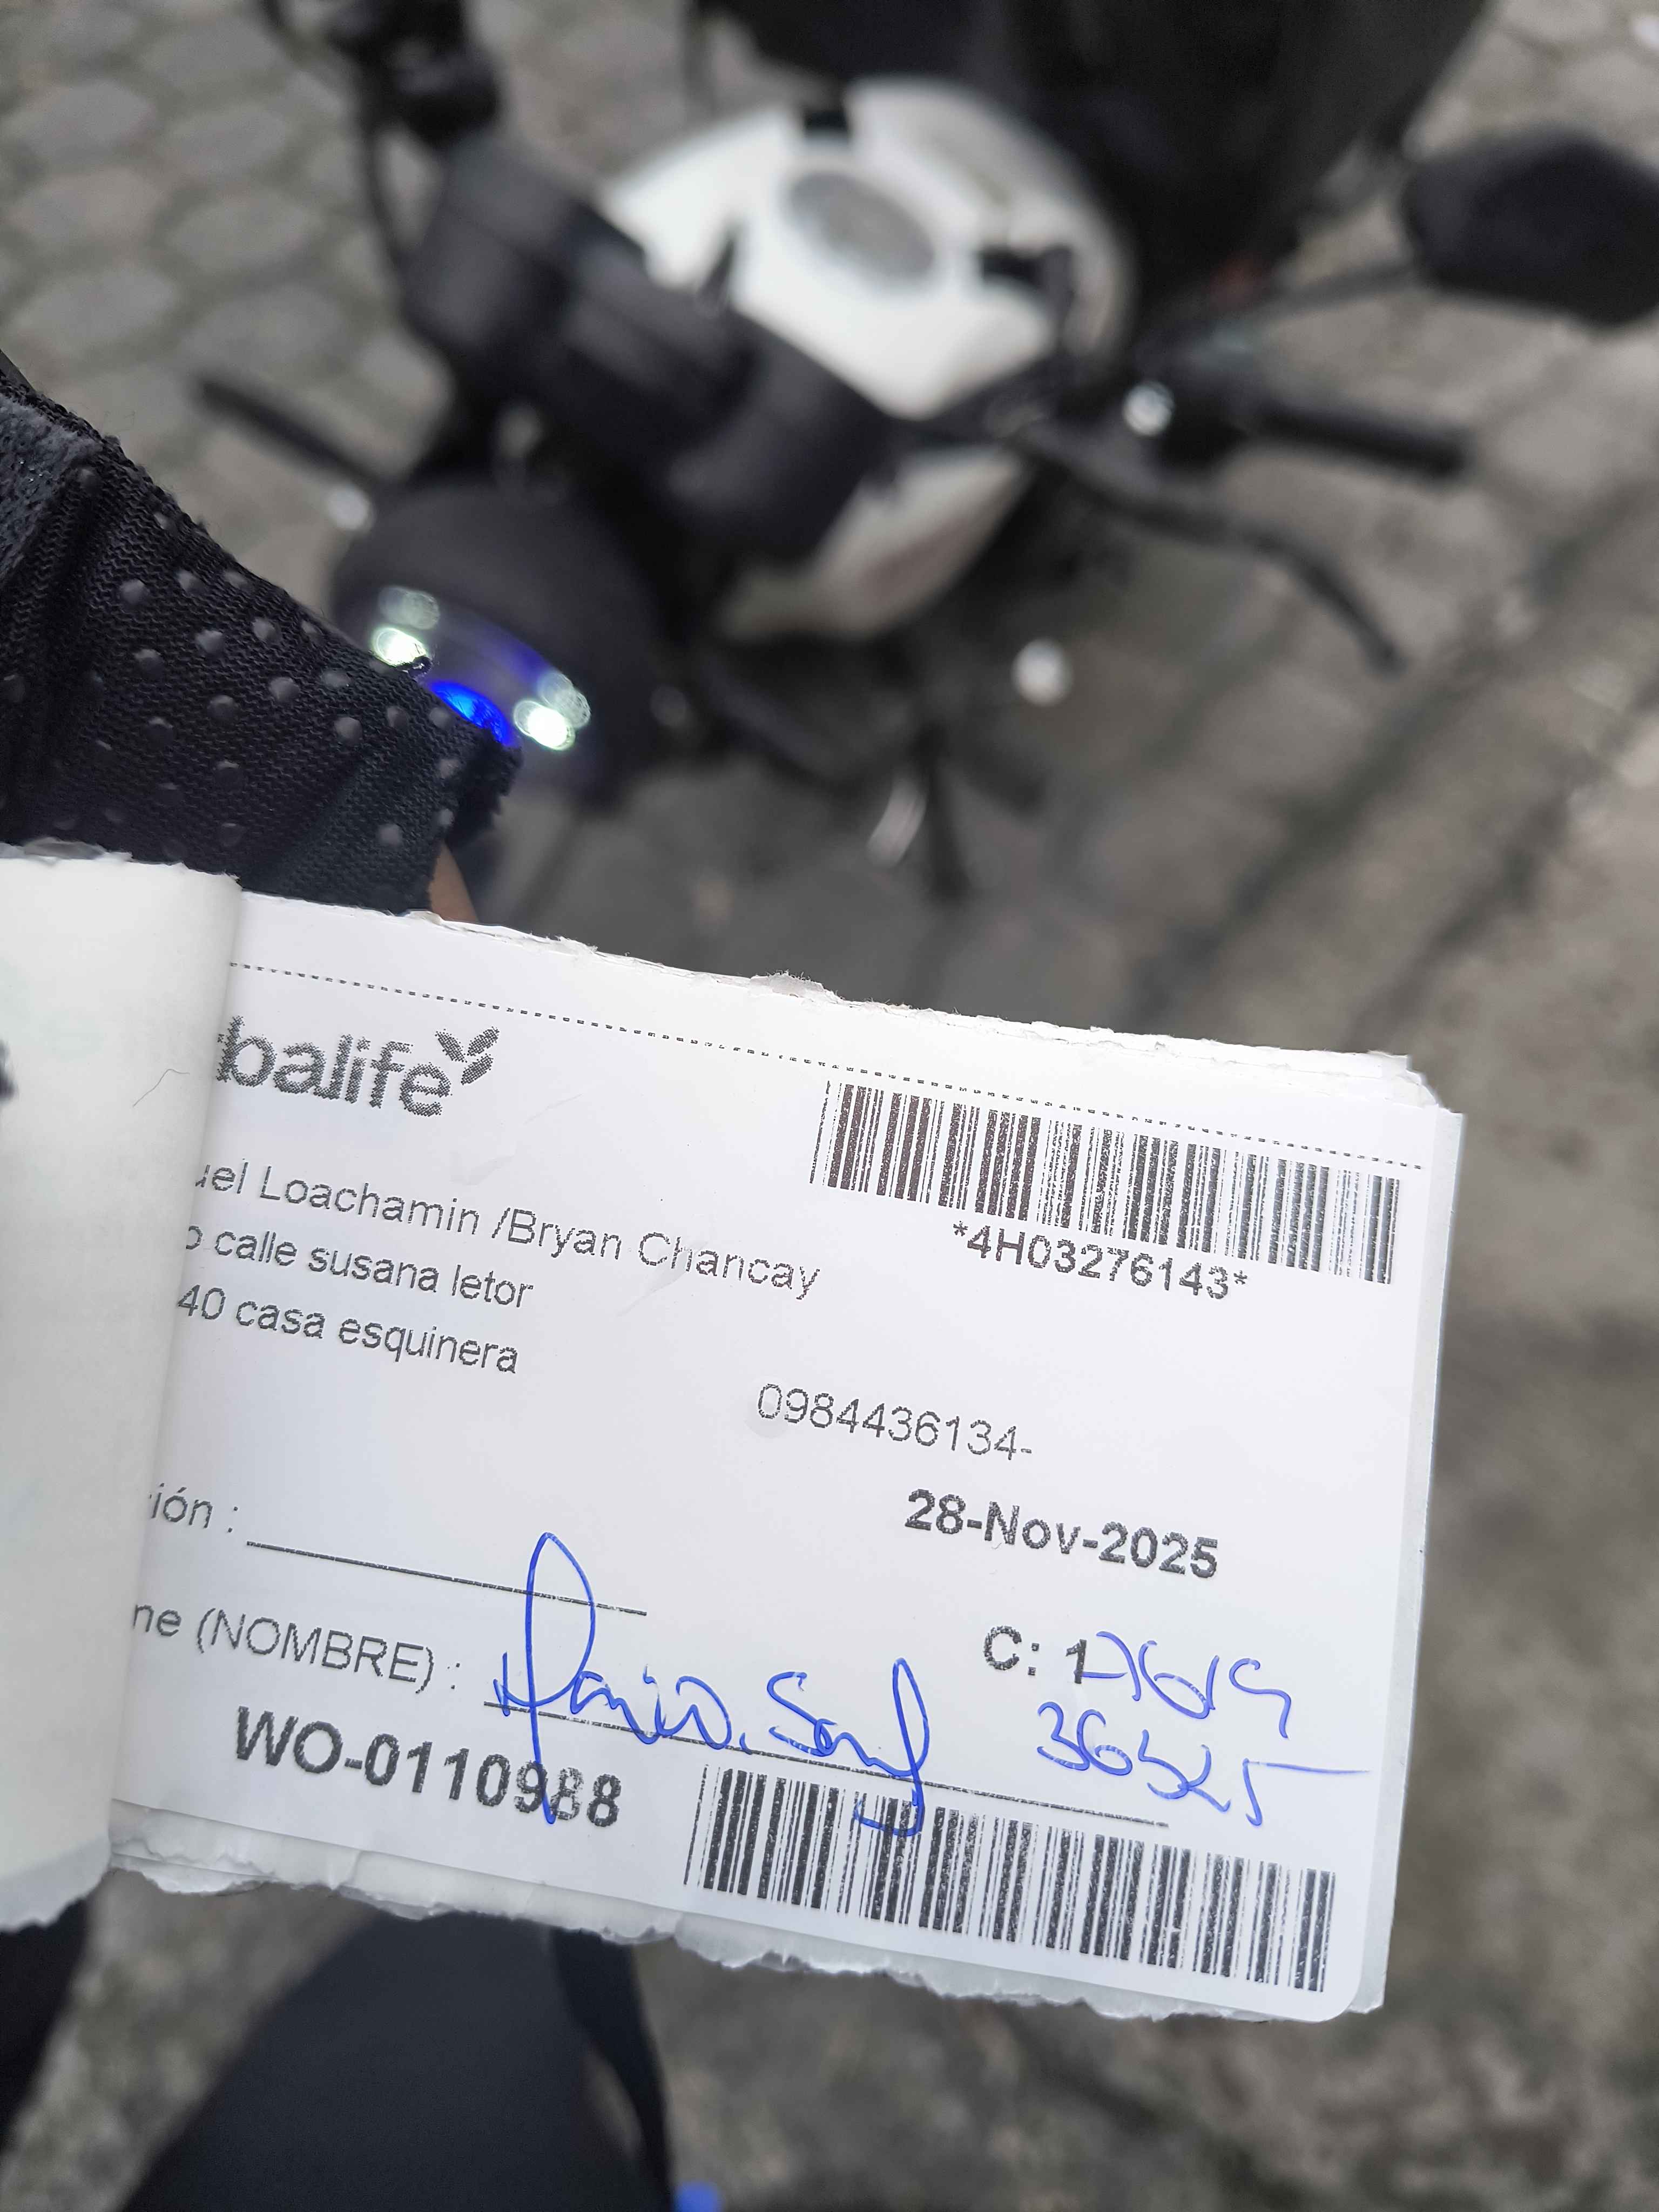 balife
*4H03276143*
uel Loachamin /Bryan Chancay
o calle susana letor
40 casa esquinera
0984436134-
28-Nov-2025
ión :
C: 1
ne (NOMBRE) :
36525
WO-0110988